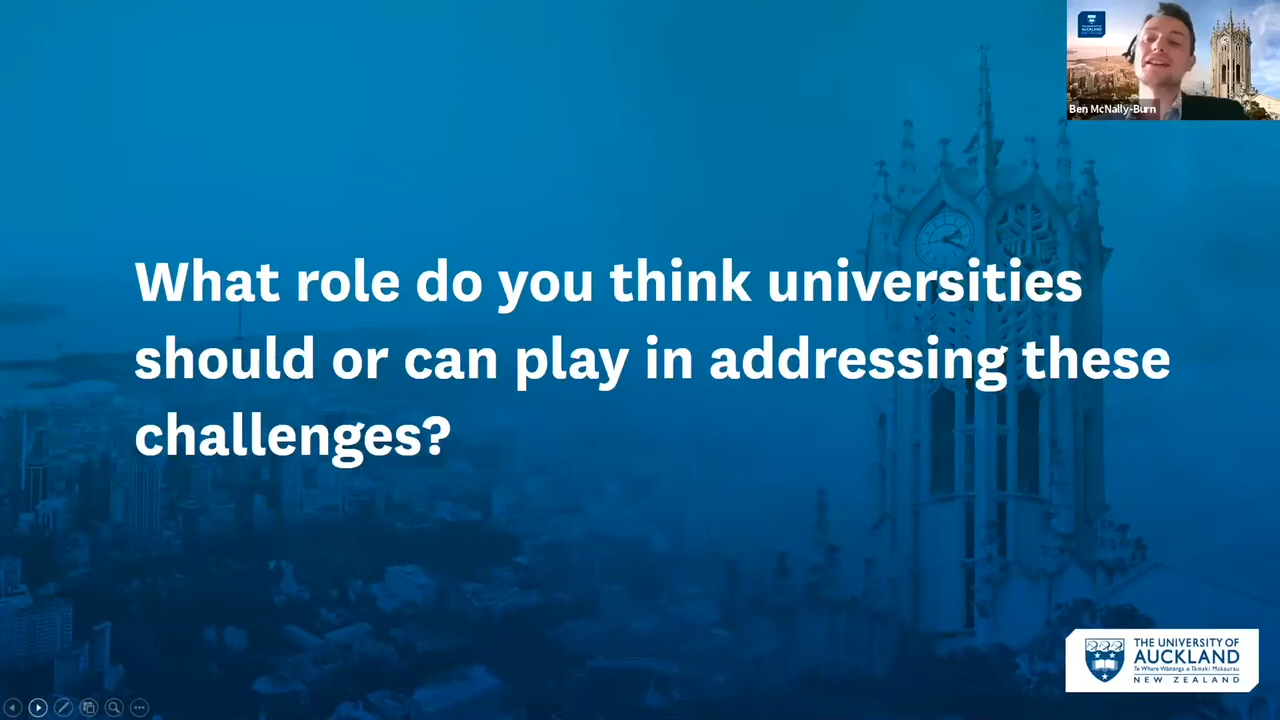 Ben McNally-Burn
What role do you think universities
should or can play in addressing these
challenges?
THE UNIVERSITY OF
AUCKLAND
Te Whare Wānanga o Tāmaki Makaurau
NEW ZEALAND